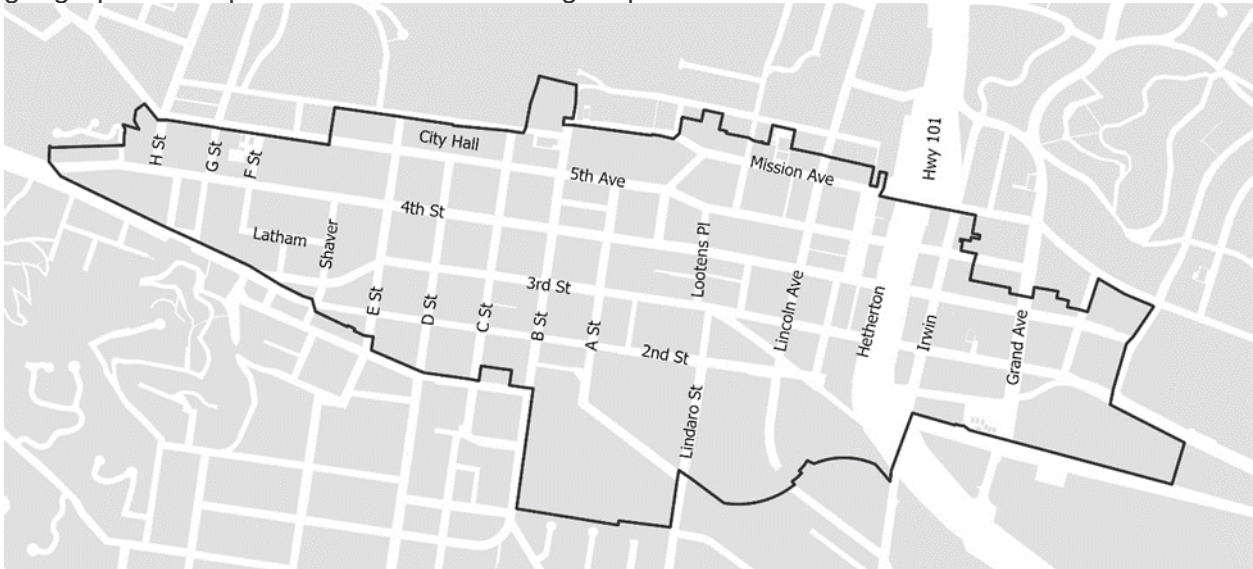 H St
G St
F St
City Hall
5th Ave
Mission Ave
Hwy 101
4th St
Latham
Shaver
3rd St
Lootens Pl
E St
D St
C St
B St
A St
2nd St
Lincoln Ave
Hetherton
Irwin
Grand Ave
Lindaro St